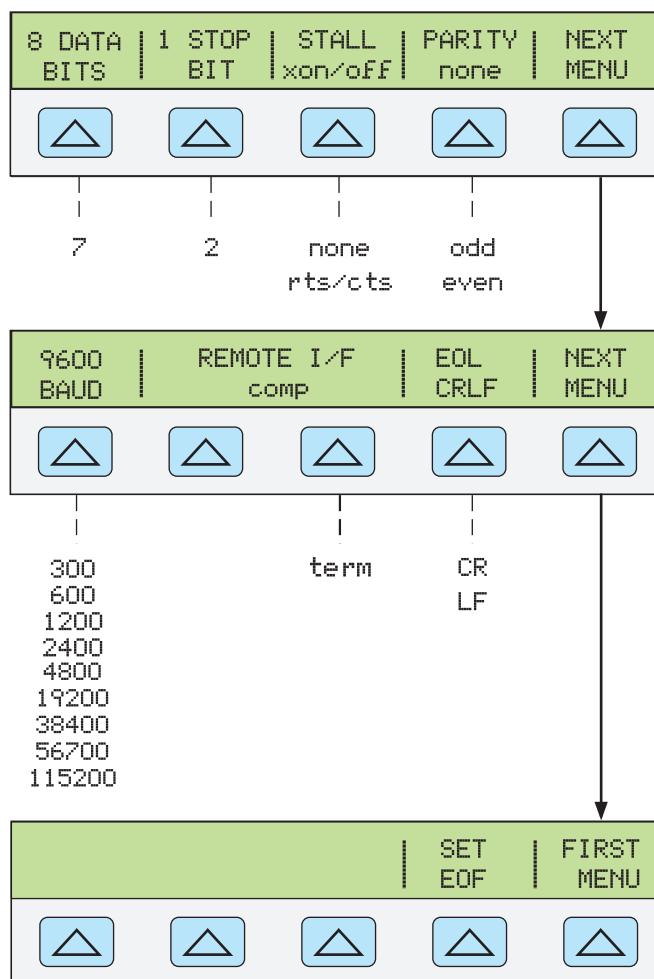 8 DATA BITS
1 STOP BIT
STALL xon/off
PARITY none
NEXT MENU
7
2
none
rts/cts
odd
even
9600 BAUD
REMOTE I/F comp
EOL CRLF
NEXT MENU
300
600
1200
2400
4800
19200
38400
56700
115200
term
CR
LF
SET EOF
FIRST MENU